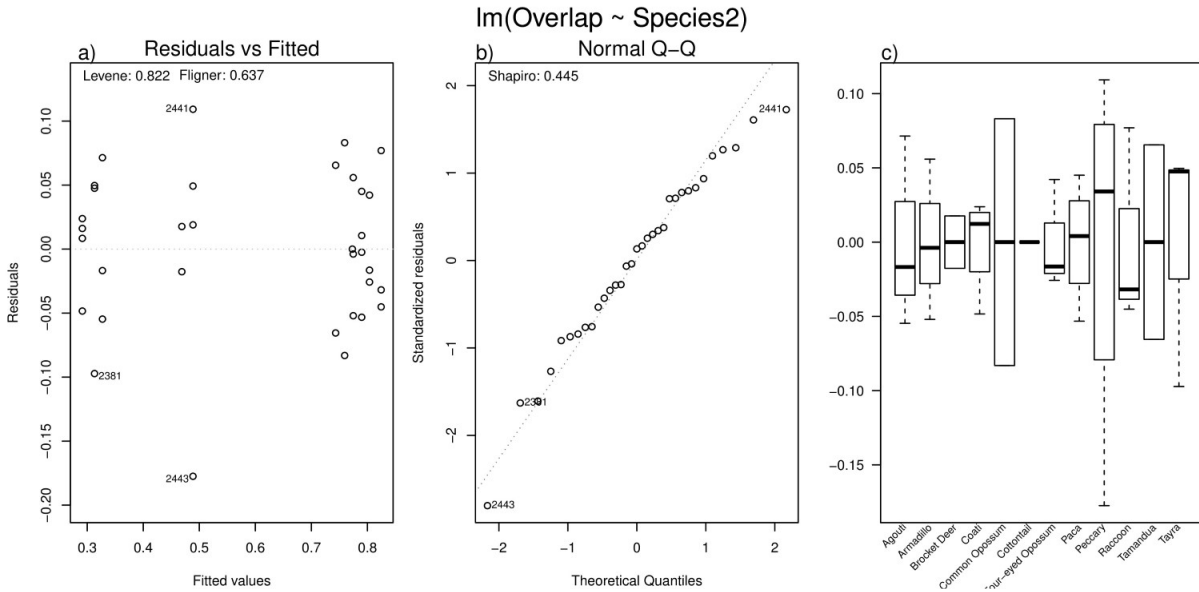 lm(Overlap ~ Species2)
a)
Residuals vs Fitted
Levene: 0.822 Fligner: 0.637
2441
2381
2443
0.10
0.05
0.00
−0.05
−0.10
−0.15
−0.20
Residuals
0.3 0.4 0.5 0.6 0.7 0.8
Fitted values
b)
Normal Q−Q
Shapiro: 0.445
2441
2381
2443
2
1
0
−1
−2
Standardized residuals
−2 −1 0 1 2
Theoretical Quantiles
c)
0.10
0.05
0.00
−0.05
−0.10
−0.15
Agouti
Armadillo
Brocket Deer
Coati
Common Opossum
Cottontail
Opossum
Paca
Peccary
Raccoon
Tamandua
Tayra